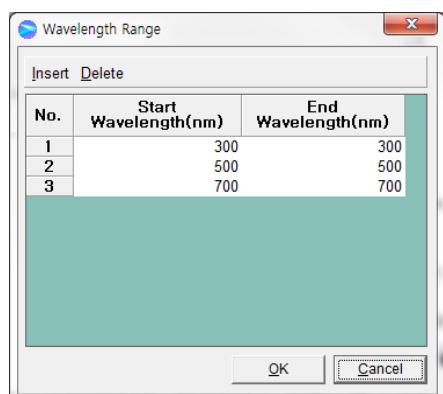 Wavelength Range
Insert Delete
No. Start Wavelength(nm) End Wavelength(nm)
1 300 300
2 500 500
3 700 700
OK Cancel